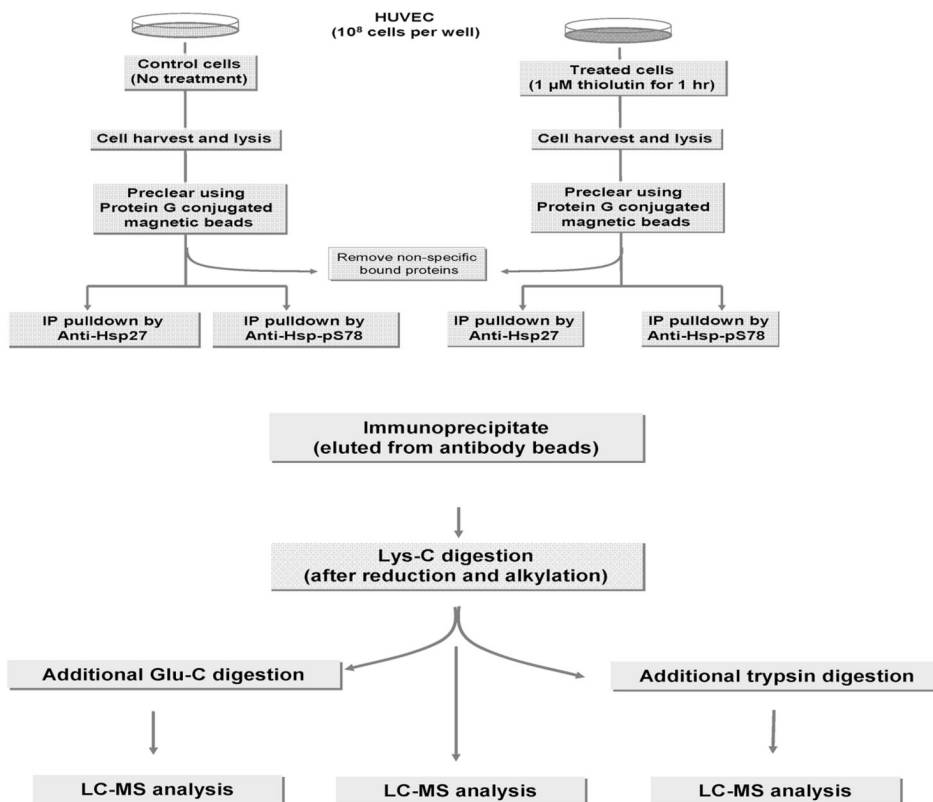 HUVEC
(10⁸ cells per well)
Control cells
(No treatment)
Treated cells
(1 µM thiolutin for 1 hr)
Cell harvest and lysis
Cell harvest and lysis
Preclear using
Protein G conjugated
magnetic beads
Preclear using
Protein G conjugated
magnetic beads
Remove non-specific
bound proteins
IP pulldown by
Anti-Hsp27
IP pulldown by
Anti-Hsp-pS78
IP pulldown by
Anti-Hsp27
IP pulldown by
Anti-Hsp-pS78
Immunoprecipitate
(eluted from antibody beads)
Lys-C digestion
(after reduction and alkylation)
Additional Glu-C digestion
Additional trypsin digestion
LC-MS analysis
LC-MS analysis
LC-MS analysis